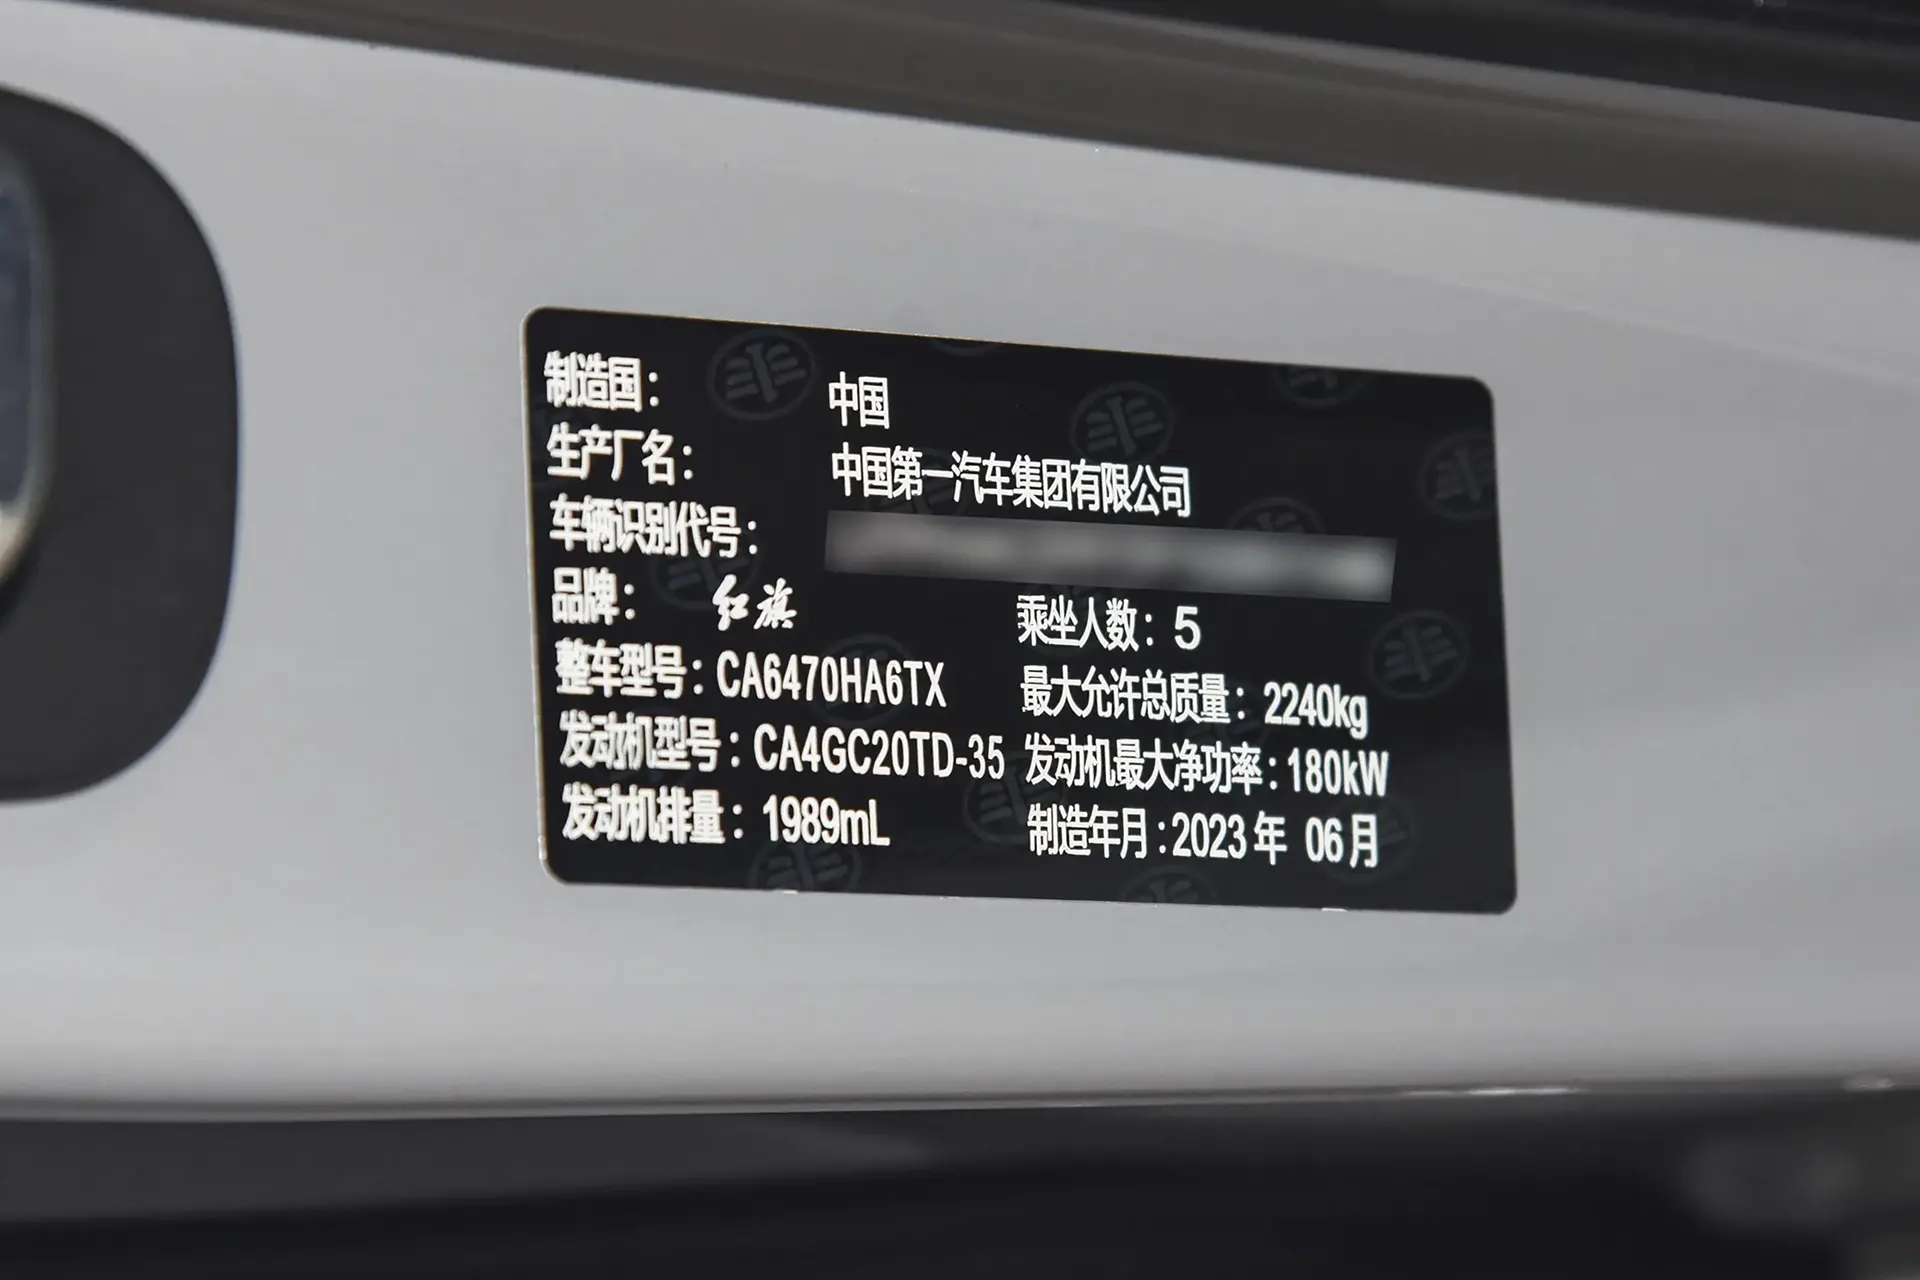 制造国： 中国
生产厂名： 中国第一汽车集团有限公司
车辆识别代号：
品牌： 红旗 乘坐人数：5
整车型号：CA6470HA6TX 最大允许总质量：2240kg
发动机型号：CA4GC20TD-35 发动机最大净功率：180kW
发动机排量：1989mL 制造年月：2023年 06月